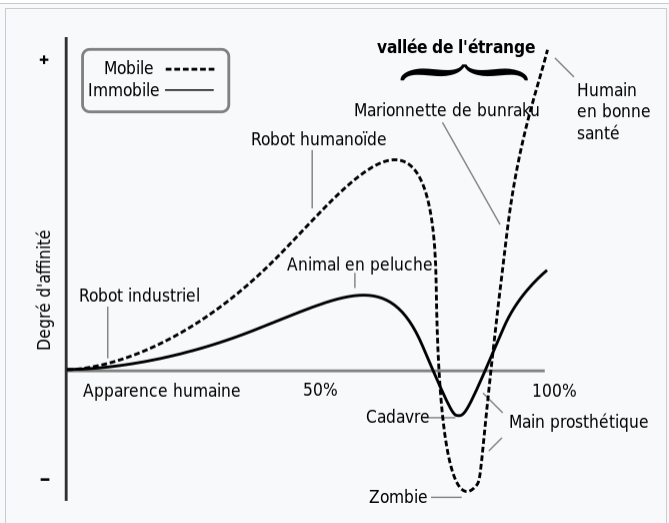 vallée de l'étrange
+
Mobile
Immobile
Humain
en bonne
santé
Marionnette de bunraku
Robot humanoïde
Animal en peluche
Robot industriel
Degré d'affinité
Apparence humaine
50%
100%
Cadavre
Main prosthétique
–
Zombie